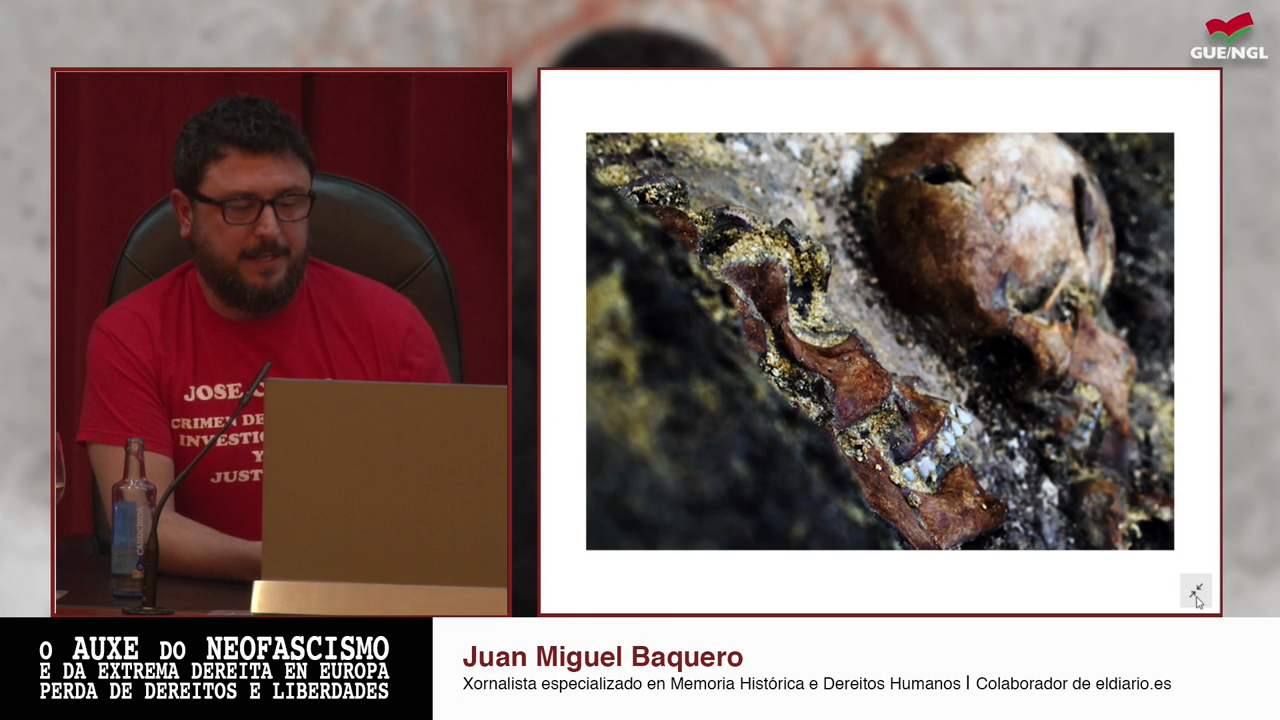 GUE/NGL
JOSE
CRIMEN DE
INVESTIG
Y
JUST
O AUXE DO NEOFASCISMO
E DA EXTREMA DEREITA EN EUROPA
PERDA DE DEREITOS E LIBERDADES
Juan Miguel Baquero
Xornalista especializado en Memoria Histórica e Dereitos Humanos | Colaborador de eldiario.es